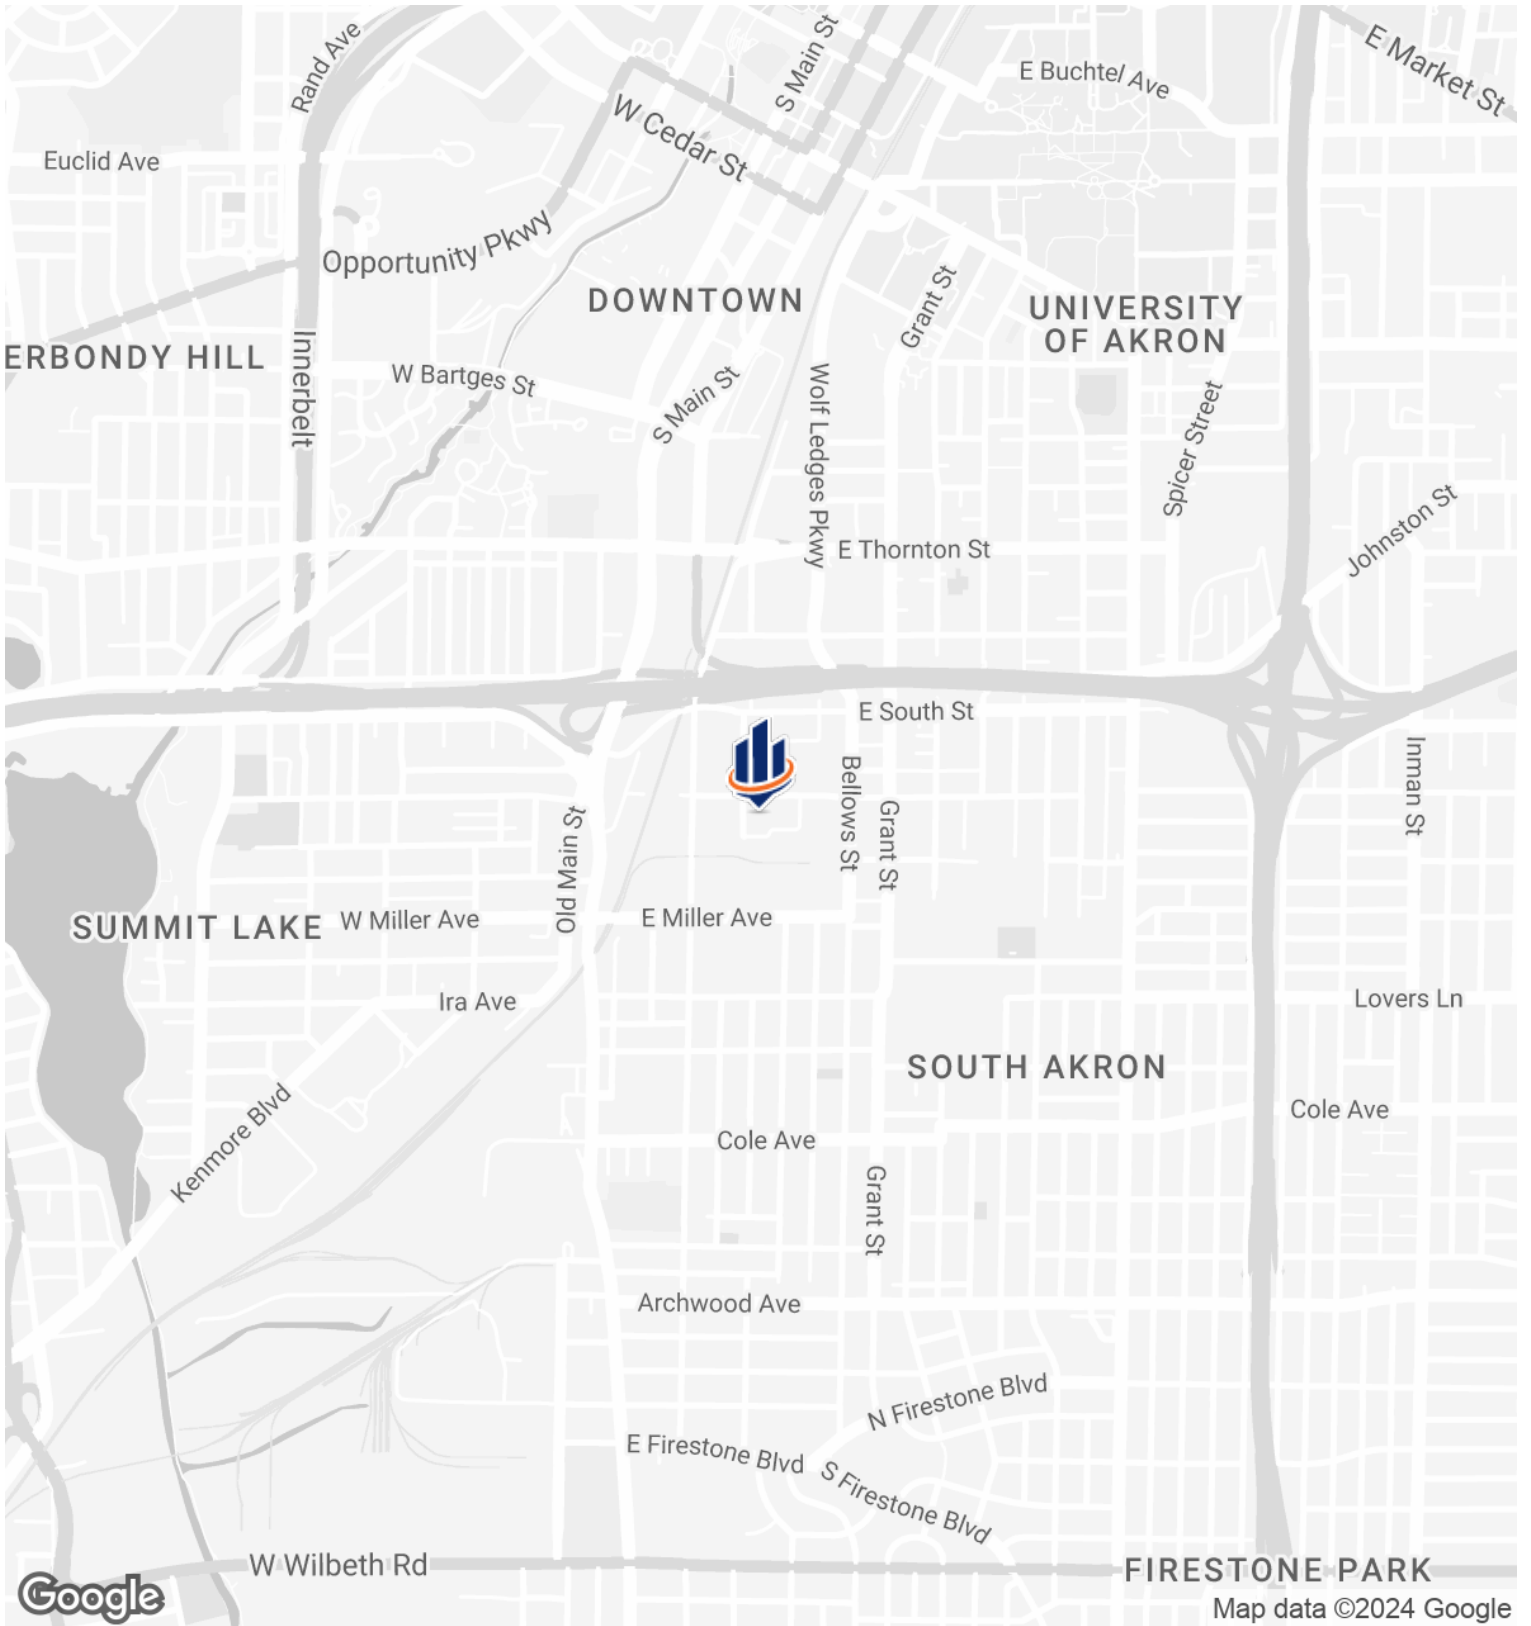 Rand Ave
S Main St
E Buchtel Ave
E Market St
W Cedar St
Euclid Ave
Opportunity Pkwy
DOWNTOWN
Grant St
UNIVERSITY
OF AKRON
ERBONDY HILL
Innerbelt
W Bartges St
S Main St
Wolf Ledges Pkwy
Spicer Street
Johnston St
E Thornton St
E South St
Bellows St
Grant St
Inman St
Old Main St
SUMMIT LAKE
W Miller Ave
E Miller Ave
Ira Ave
Lovers Ln
SOUTH AKRON
Kenmore Blvd
Cole Ave
Cole Ave
Grant St
Archwood Ave
N Firestone Blvd
E Firestone Blvd
S Firestone Blvd
W Wilbeth Rd
FIRESTONE PARK
Google
Map data ©2024 Google